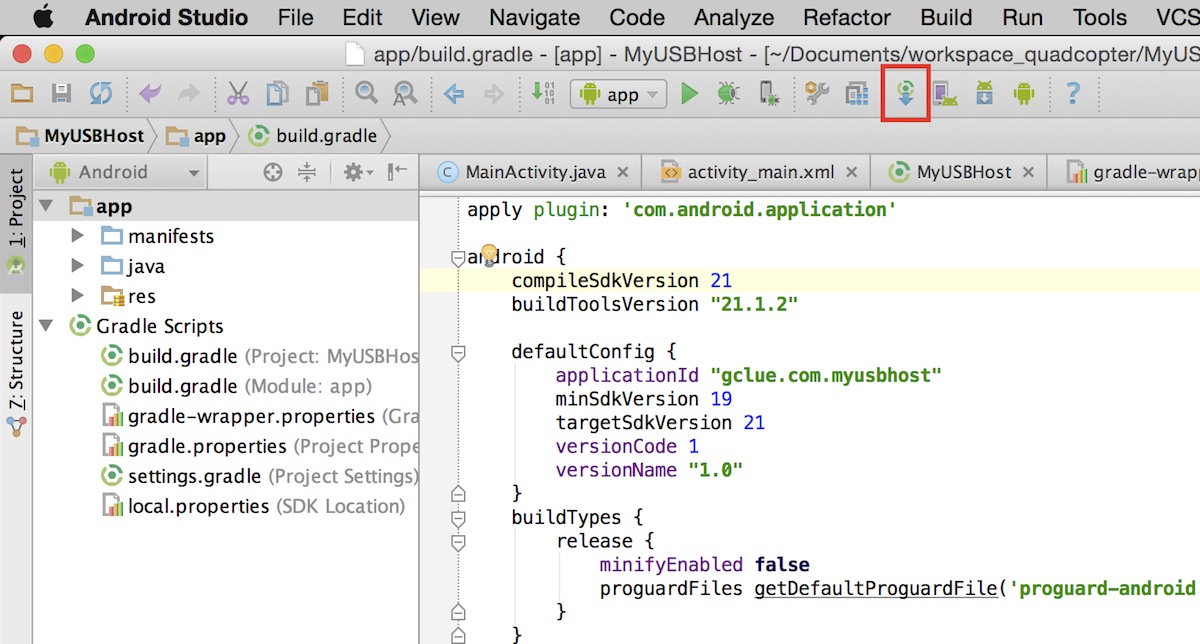 Android Studio File Edit View Navigate Code Analyze Refactor Build Run Tools VCS
app/build.gradle - [app] - MyUSBHost - [~/Documents/workspace_quadcopter/MyUS
app ?
MyUSBHost app build.gradle
1: Project
Z: Structure
Android
app
manifests
java
res
Gradle Scripts
build.gradle (Project: MyUSBHos
build.gradle (Module: app)
gradle-wrapper.properties (Gra
gradle.properties (Project Prope
settings.gradle (Project Settings)
local.properties (SDK Location)
MainActivity.java activity_main.xml MyUSBHost gradle-wrapp
apply plugin: 'com.android.application'
android {
compileSdkVersion 21
buildToolsVersion "21.1.2"
defaultConfig {
applicationId "gclue.com.myusbhost"
minSdkVersion 19
targetSdkVersion 21
versionCode 1
versionName "1.0"
}
buildTypes {
release {
minifyEnabled false
proguardFiles getDefaultProguardFile('proguard-android
}
}